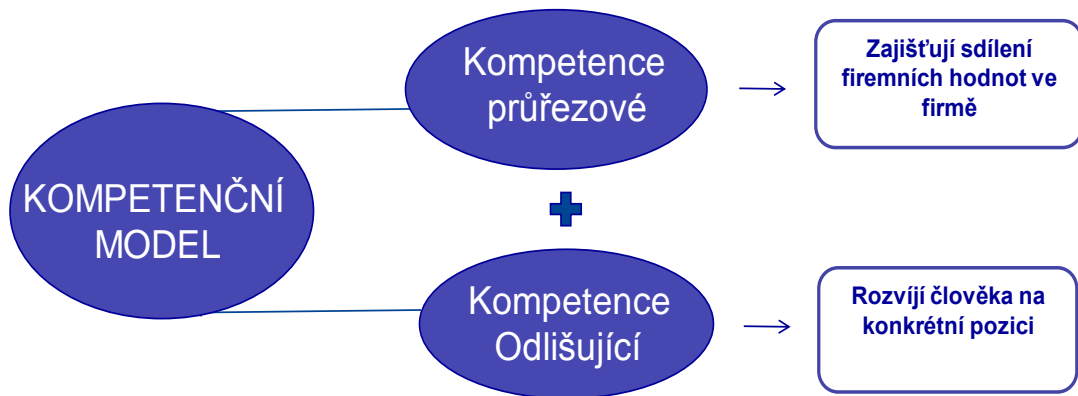 Kompetence
průřezové
Zajišťují sdílení
firemních hodnot ve
firmě
KOMPETENČNÍ
MODEL
Kompetence
Odlišující
Rozvíjí člověka na
konkrétní pozici